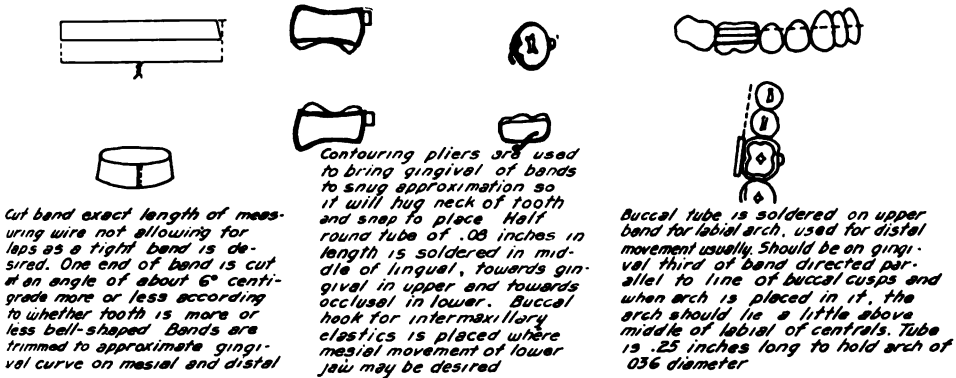 Cut band exact length of meas-
uring wire not allowing for
laps as a tight band is de-
sired. One end of band is cut
at an angle of about 6° centi-
grade more or less according
to whether tooth is more or
less bell-shaped Bands are
trimmed to approximate gingi-
val curve on mesial and distal
Contouring pliers are used
to bring gingival of bands
to snug approximation so
it will hug neck of tooth
and snap to place Half
round tube of .08 inches in
length is soldered in mid-
dle of lingual, towards gin-
gival in upper and towards
occlusal in lower. Buccal
hook for intermaxillary
elastics is placed where
mesial movement of lower
jaw may be desired
Buccal tube is soldered on upper
band for labial arch, used for distal
movement usually. Should be on gingi-
val third of band directed par-
allel to line of buccal cusps and
when arch is placed in it, the
arch should lie a little above
middle of labial of centrals. Tube
is .25 inches long to hold arch of
036 diameter